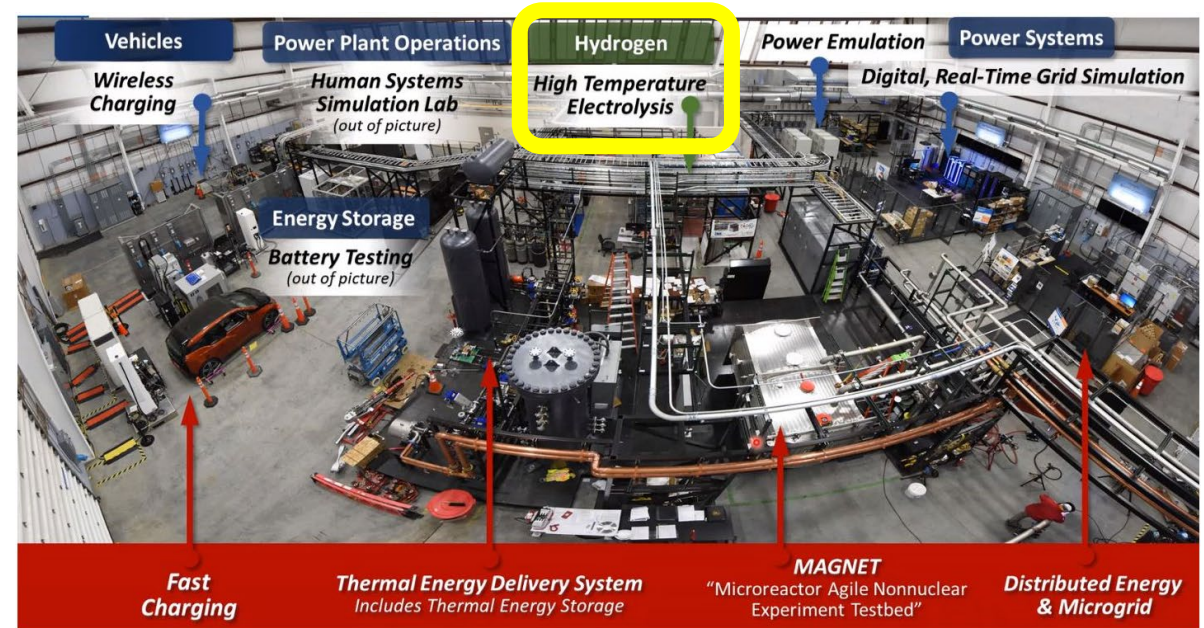 Vehicles
Wireless
Charging
Power Plant Operations
Human Systems
Simulation Lab
(out of picture)
Hydrogen
High Temperature
Electrolysis
Power Emulation
Power Systems
Digital, Real-Time Grid Simulation
Energy Storage
Battery Testing
(out of picture)
Fast
Charging
Thermal Energy Delivery System
Includes Thermal Energy Storage
MAGNET
“Microreactor Agile Nonnuclear
Experiment Testbed”
Distributed Energy
& Microgrid